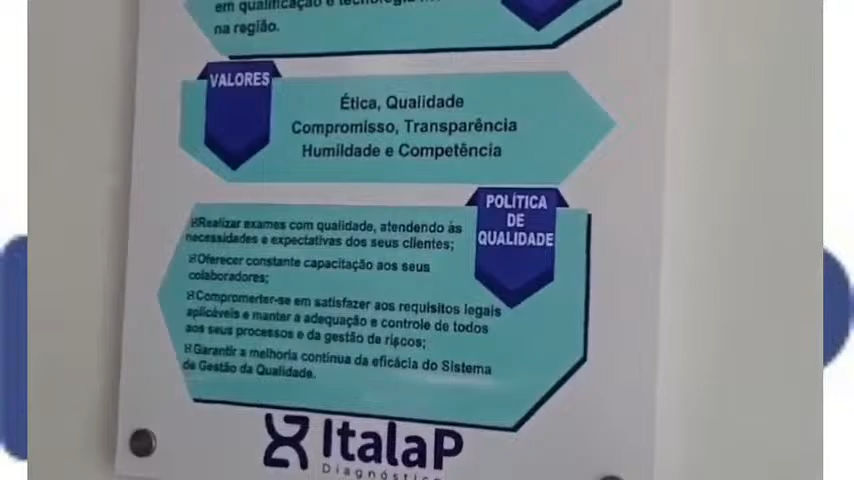 em qualificação e tecnologia
na região.
VALORES
Ética, Qualidade
Compromisso, Transparência
Humildade e Competência
POLÍTICA
DE
QUALIDADE
Realizar exames com qualidade, atendendo às
necessidades e expectativas dos seus clientes;
Oferecer constante capacitação aos seus
colaboradores;
Compromerter-se em satisfazer aos requisitos legais
aplicáveis e manter a adequação e controle de todos
aos seus processos e da gestão de riscos;
Garantir a melhoria contínua da eficácia do Sistema
de Gestão da Qualidade.
ItalaP